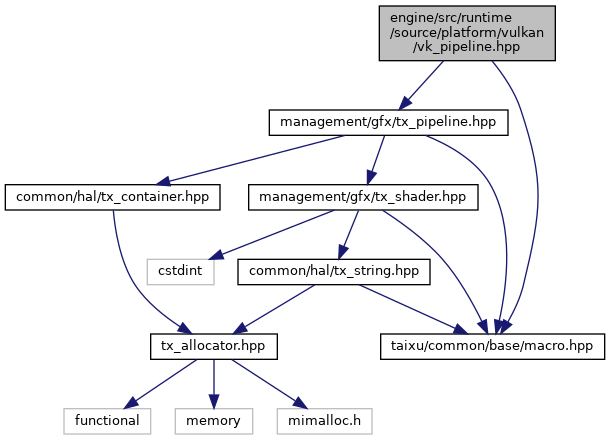 engine/src/runtime
/source/platform/vulkan
/vk_pipeline.hpp
management/gfx/tx_pipeline.hpp
common/hal/tx_container.hpp
management/gfx/tx_shader.hpp
cstdint
common/hal/tx_string.hpp
tx_allocator.hpp
taixu/common/base/macro.hpp
functional
memory
mimalloc.h